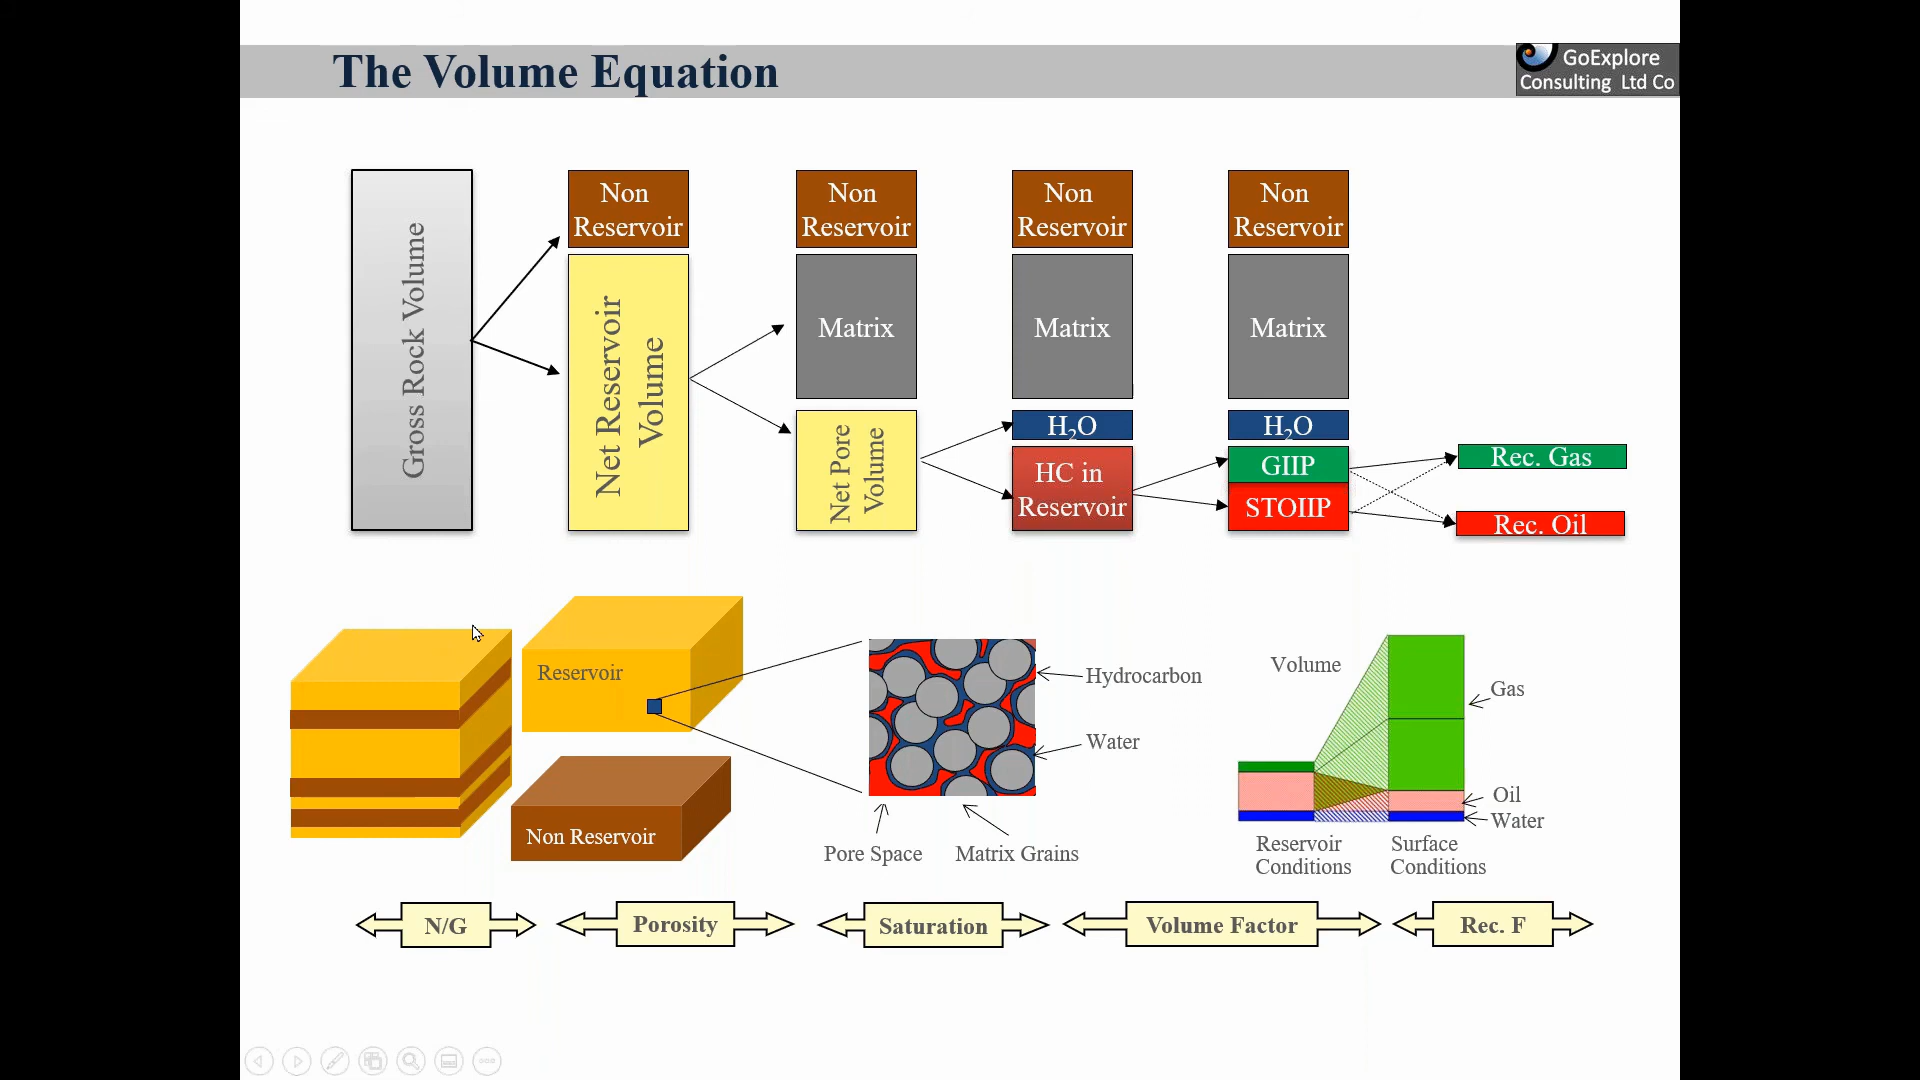 The Volume Equation
GoExplore
Consulting Ltd Co
Gross Rock Volume
Non
Reservoir
Net Reservoir
Volume
Non
Reservoir
Matrix
Net Pore
Volume
Non
Reservoir
Matrix
H₂O
HC in
Reservoir
Non
Reservoir
Matrix
H₂O
GIIP
STOIIP
Rec. Gas
Rec. Oil
Reservoir
Non Reservoir
Hydrocarbon
Water
Pore Space
Matrix Grains
Volume
Gas
Oil
Water
Reservoir
Conditions
Surface
Conditions
N/G
Porosity
Saturation
Volume Factor
Rec. F